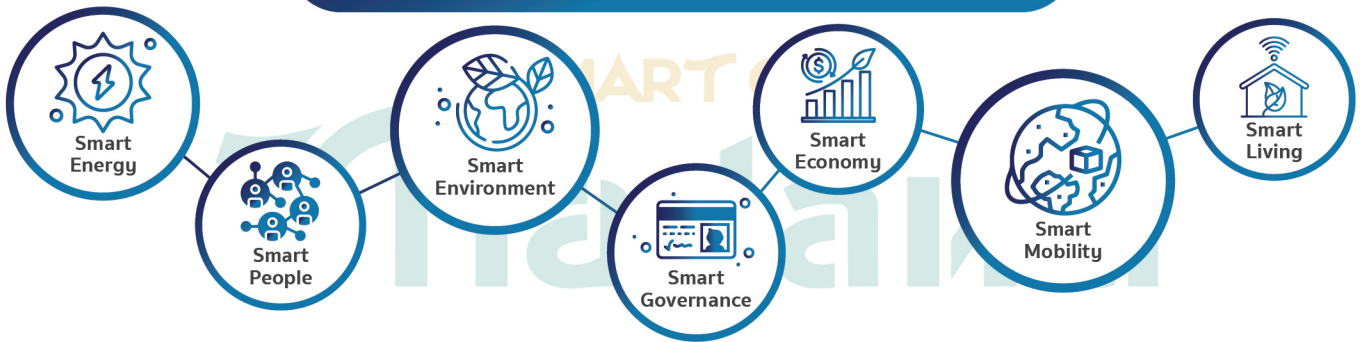 Smart
Energy
Smart
People
Smart
Environment
Smart
Governance
Smart
Economy
Smart
Mobility
Smart
Living